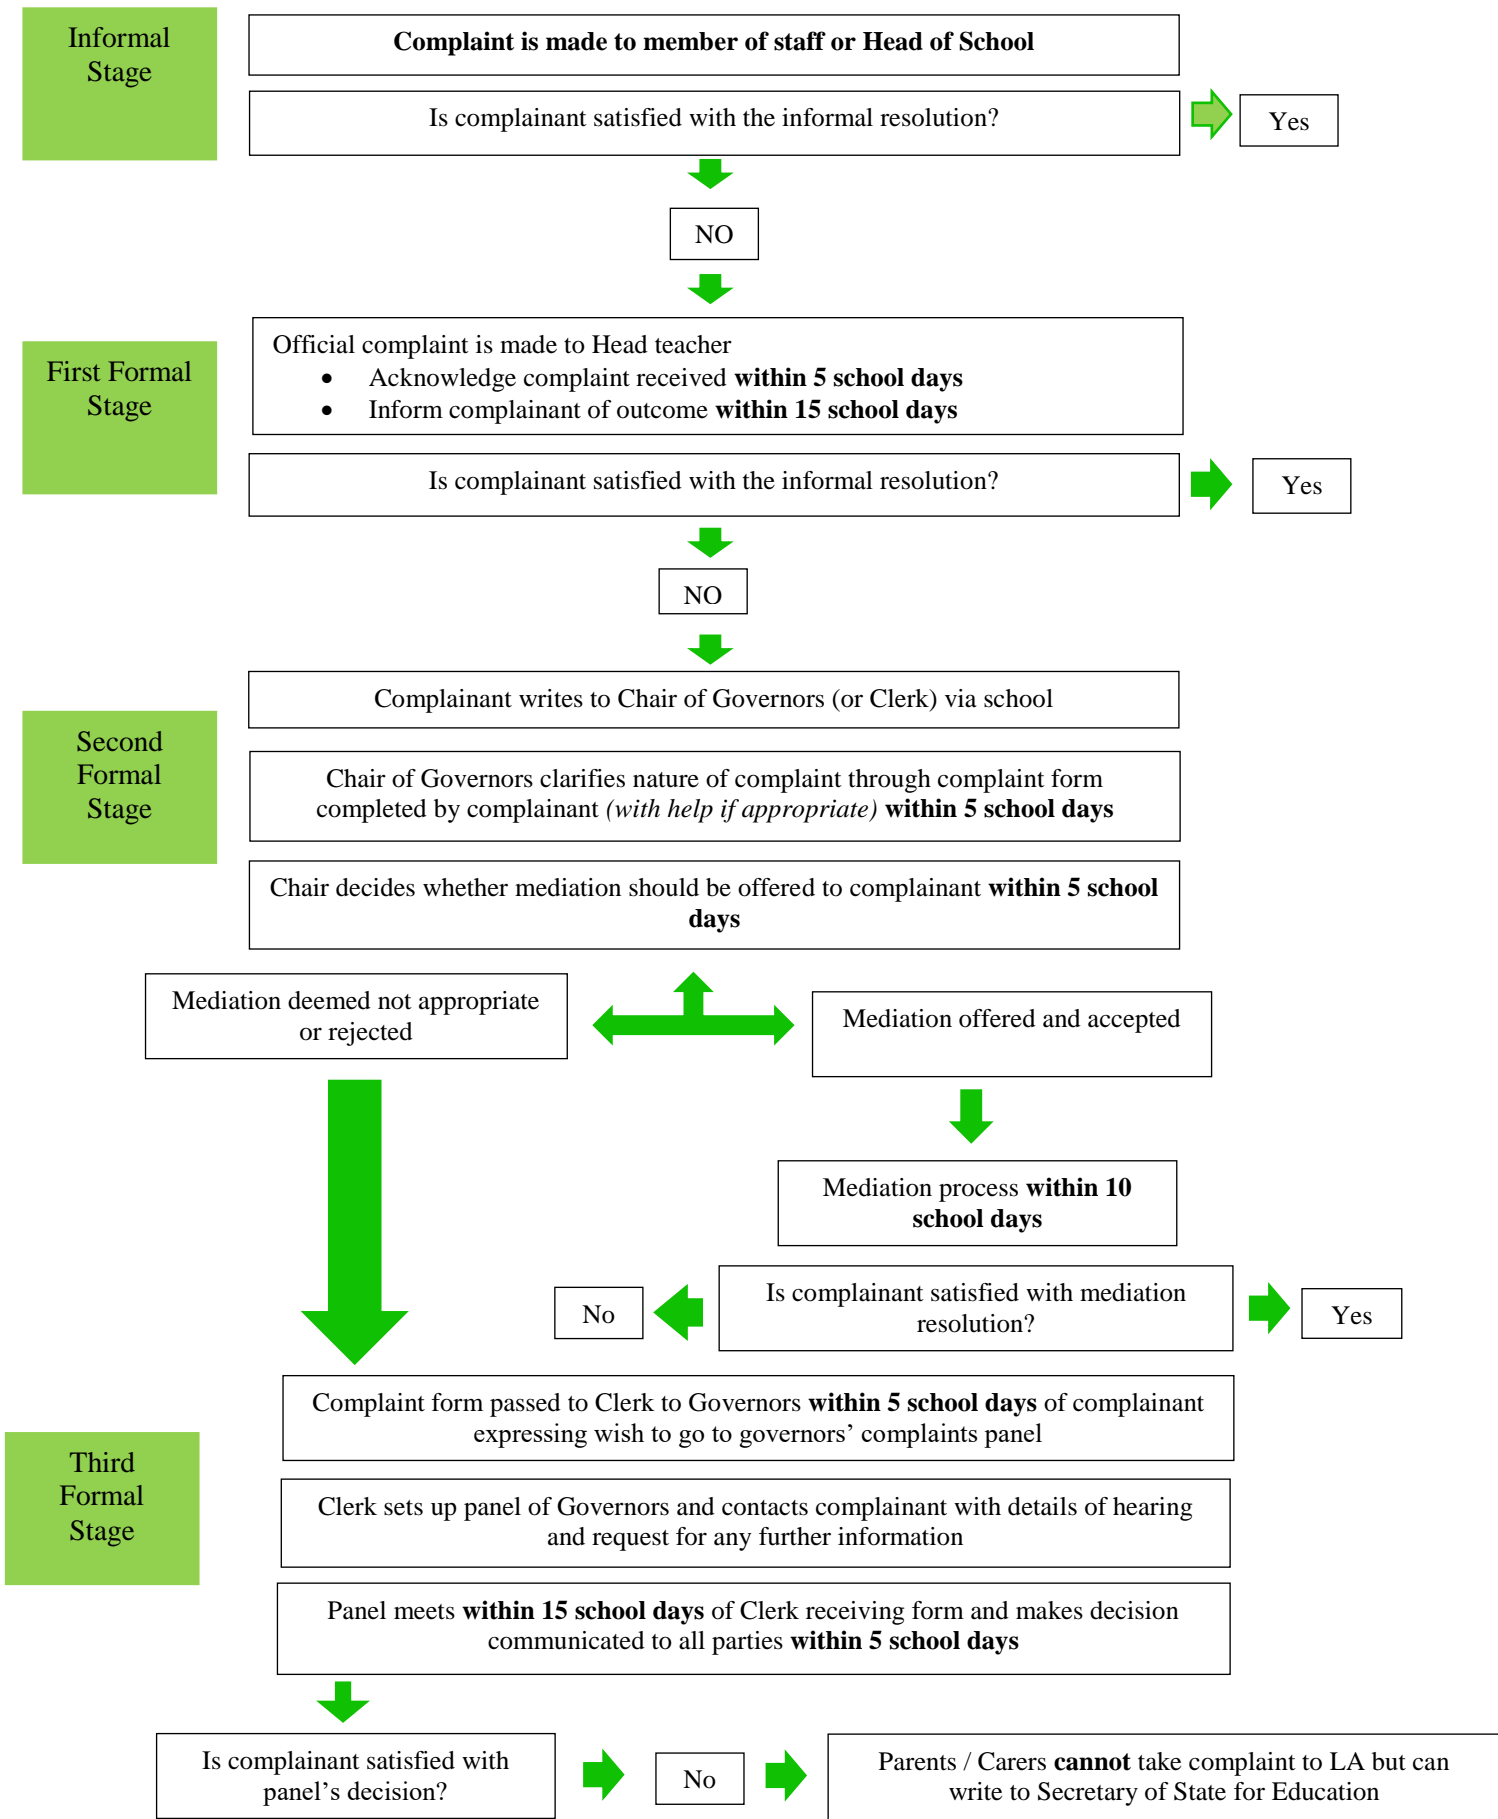 Informal
Stage
Complaint is made to member of staff or Head of School
Is complainant satisfied with the informal resolution?
Yes
NO
First Formal
Stage
Official complaint is made to Head teacher
• Acknowledge complaint received within 5 school days
• Inform complainant of outcome within 15 school days
Is complainant satisfied with the informal resolution?
Yes
NO
Second
Formal
Stage
Complainant writes to Chair of Governors (or Clerk) via school
Chair of Governors clarifies nature of complaint through complaint form
completed by complainant (with help if appropriate) within 5 school days
Chair decides whether mediation should be offered to complainant within 5 school
days
Mediation deemed not appropriate
or rejected
Mediation offered and accepted
Mediation process within 10
school days
Is complainant satisfied with mediation
resolution?
No
Yes
Third
Formal
Stage
Complaint form passed to Clerk to Governors within 5 school days of complainant
expressing wish to go to governors’ complaints panel
Clerk sets up panel of Governors and contacts complainant with details of hearing
and request for any further information
Panel meets within 15 school days of Clerk receiving form and makes decision
communicated to all parties within 5 school days
Is complainant satisfied with
panel’s decision?
No
Parents / Carers cannot take complaint to LA but can
write to Secretary of State for Education